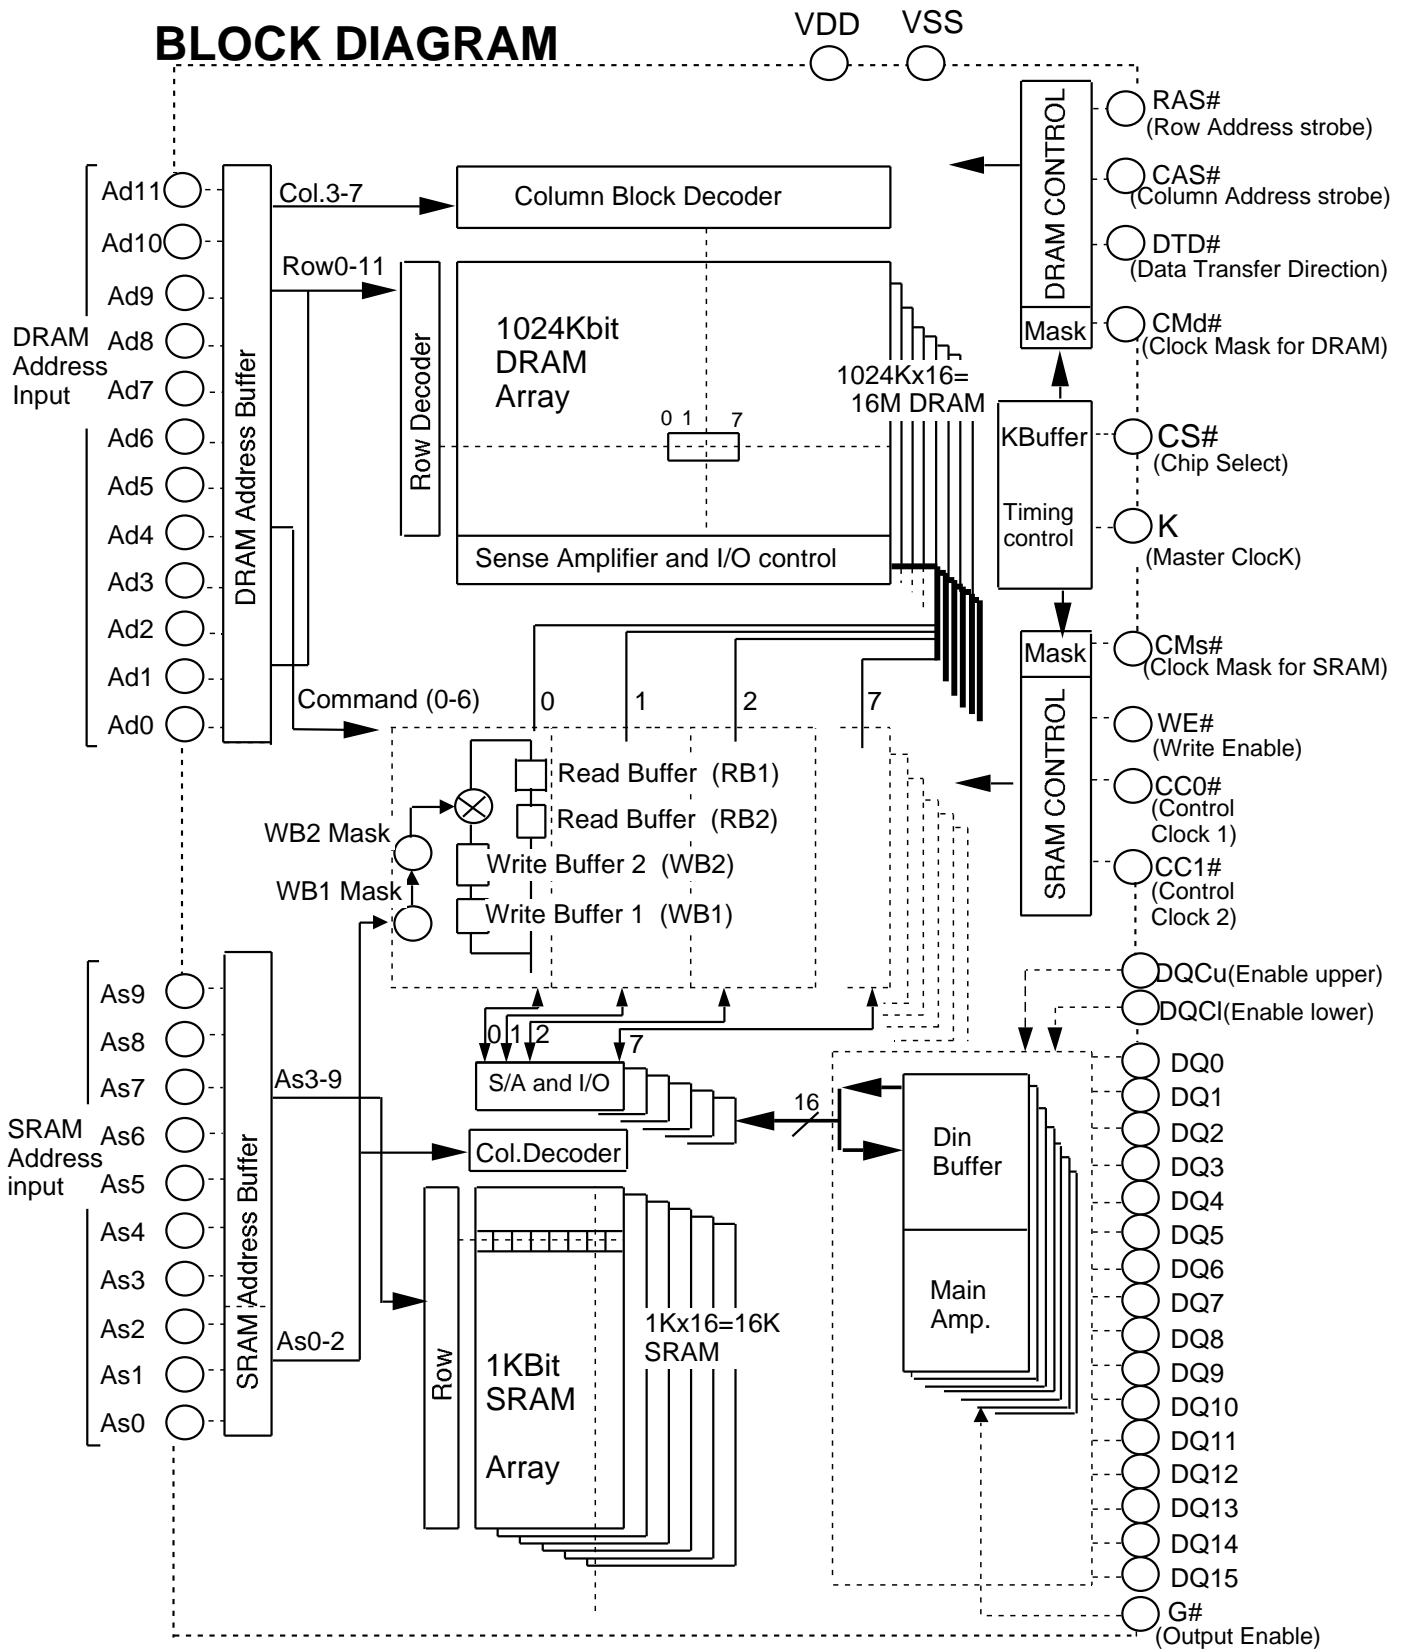 BLOCK DIAGRAM
VDD
VSS
DRAM
Address
Input
Ad11
Ad10
Ad9
Ad8
Ad7
Ad6
Ad5
Ad4
Ad3
Ad2
Ad1
Ad0
DRAM Address Buffer
Col.3-7
Row0-11
Command (0-6)
Column Block Decoder
Row Decoder
1024Kbit
DRAM
Array
0 1 7
Sense Amplifier and I/O control
1024Kx16=
16M DRAM
DRAM CONTROL
Mask
KBuffer
Timing
control
Mask
SRAM CONTROL
RAS#
(Row Address strobe)
CAS#
(Column Address strobe)
DTD#
(Data Transfer Direction)
CMd#
(Clock Mask for DRAM)
CS#
(Chip Select)
K
(Master ClocK)
CMs#
(Clock Mask for SRAM)
WE#
(Write Enable)
CC0#
(Control
Clock 1)
CC1#
(Control
Clock 2)
0
1
2
7
Read Buffer (RB1)
Read Buffer (RB2)
Write Buffer 2 (WB2)
Write Buffer 1 (WB1)
WB2 Mask
WB1 Mask
SRAM
Address
input
As9
As8
As7
As6
As5
As4
As3
As2
As1
As0
SRAM Address Buffer
As3-9
As0-2
0 1 2 7
S/A and I/O
Col.Decoder
Row
1KBit
SRAM
Array
1Kx16=16K
SRAM
16
Din
Buffer
Main
Amp.
DQCu(Enable upper)
DQCl(Enable lower)
DQ0
DQ1
DQ2
DQ3
DQ4
DQ5
DQ6
DQ7
DQ8
DQ9
DQ10
DQ11
DQ12
DQ13
DQ14
DQ15
G#
(Output Enable)